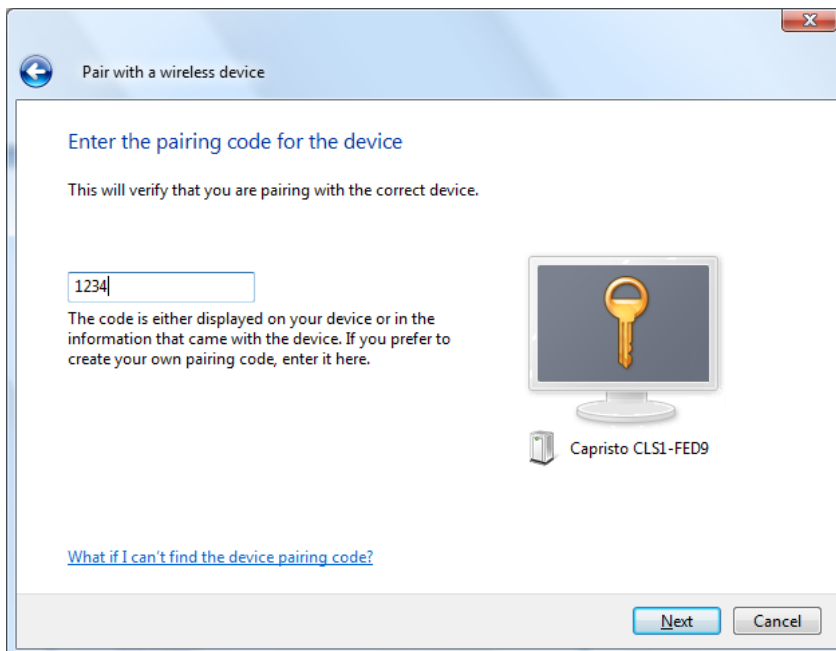 Pair with a wireless device
Enter the pairing code for the device
This will verify that you are pairing with the correct device.
1234
The code is either displayed on your device or in the
information that came with the device. If you prefer to
create your own pairing code, enter it here.
Capristo CLS1-FED9
What if I can't find the device pairing code?
Next
Cancel